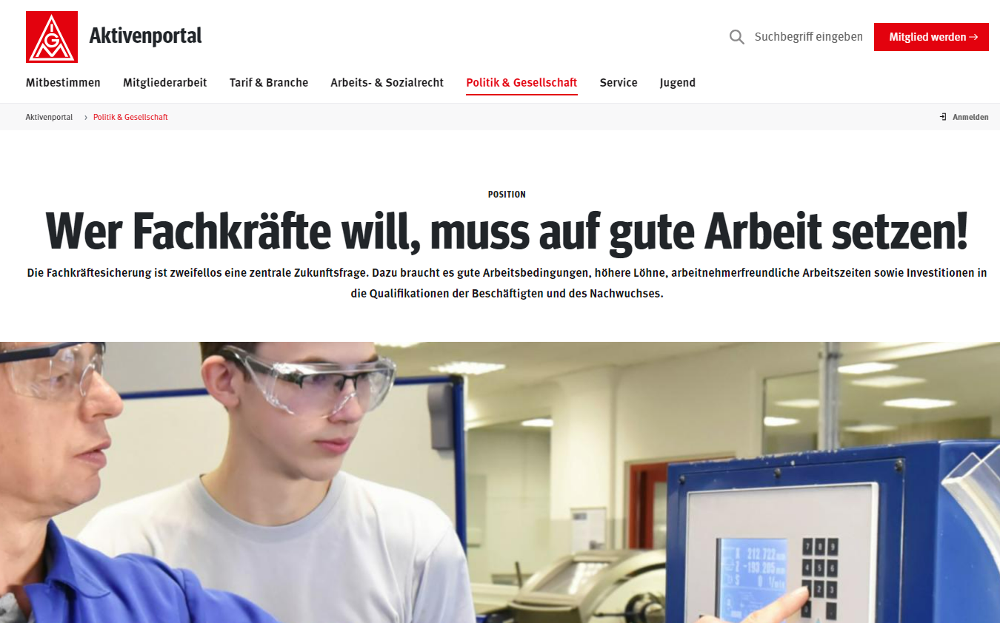 IGM
Aktivenportal
Suchbegriff eingeben
Mitglied werden →
Mitbestimmen Mitgliederarbeit Tarif & Branche Arbeits- & Sozialrecht Politik & Gesellschaft Service Jugend
Aktivenportal › Politik & Gesellschaft
Anmelden
POSITION
Wer Fachkräfte will, muss auf gute Arbeit setzen!
Die Fachkräftesicherung ist zweifellos eine zentrale Zukunftsfrage. Dazu braucht es gute Arbeitsbedingungen, höhere Löhne, arbeitnehmerfreundliche Arbeitszeiten sowie Investitionen in
die Qualifikationen der Beschäftigten und des Nachwuchses.
X 212.722 mm
Z -193 205 mm
S 0 1/min
7 8 9
4 5 6
2 3
0 .